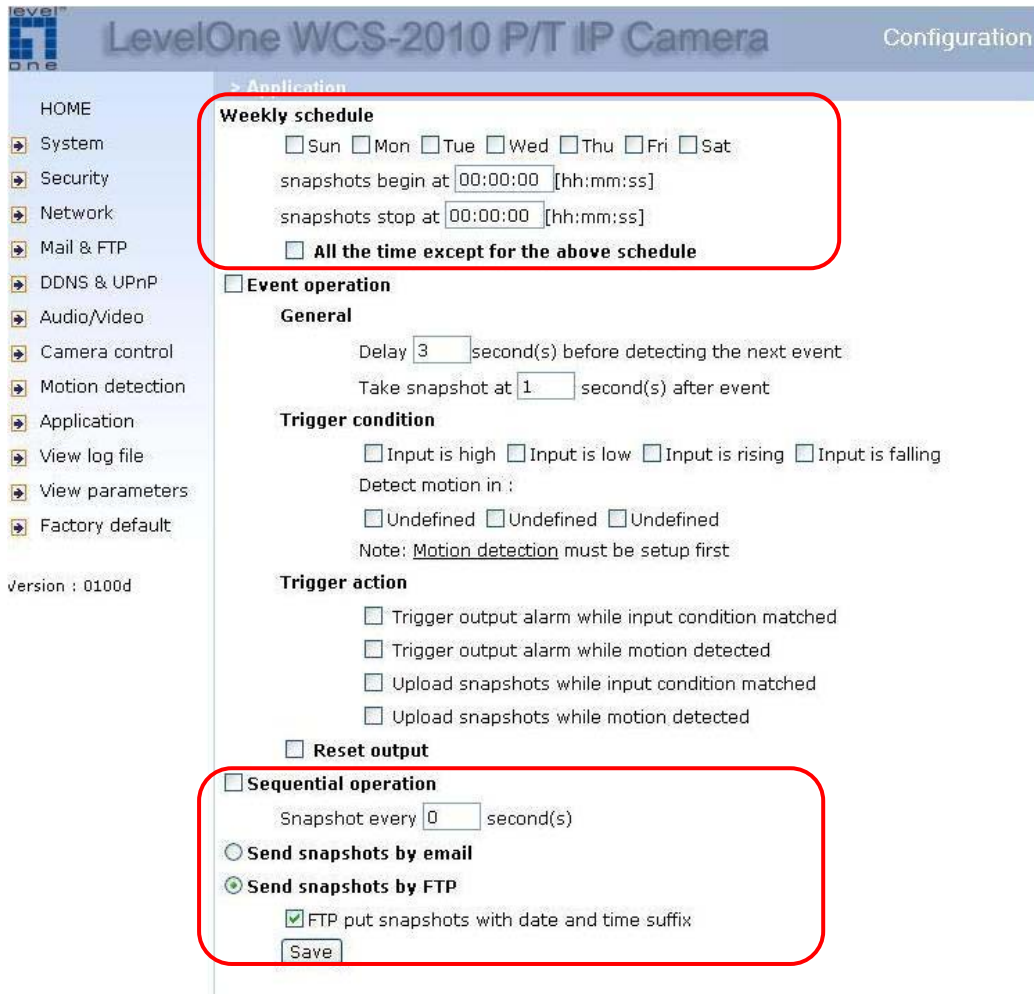 level
one
LevelOne WCS-2010 P/T IP Camera
Configuration
> Application
HOME
System
Security
Network
Mail & FTP
DDNS & UPnP
Audio/Video
Camera control
Motion detection
Application
View log file
View parameters
Factory default
Version : 0100d
Weekly schedule
Sun Mon Tue Wed Thu Fri Sat
snapshots begin at 00:00:00 [hh:mm:ss]
snapshots stop at 00:00:00 [hh:mm:ss]
All the time except for the above schedule
Event operation
General
Delay 3 second(s) before detecting the next event
Take snapshot at 1 second(s) after event
Trigger condition
Input is high Input is low Input is rising Input is falling
Detect motion in :
Undefined Undefined Undefined
Note: Motion detection must be setup first
Trigger action
Trigger output alarm while input condition matched
Trigger output alarm while motion detected
Upload snapshots while input condition matched
Upload snapshots while motion detected
Reset output
Sequential operation
Snapshot every 0 second(s)
Send snapshots by email
Send snapshots by FTP
FTP put snapshots with date and time suffix
Save